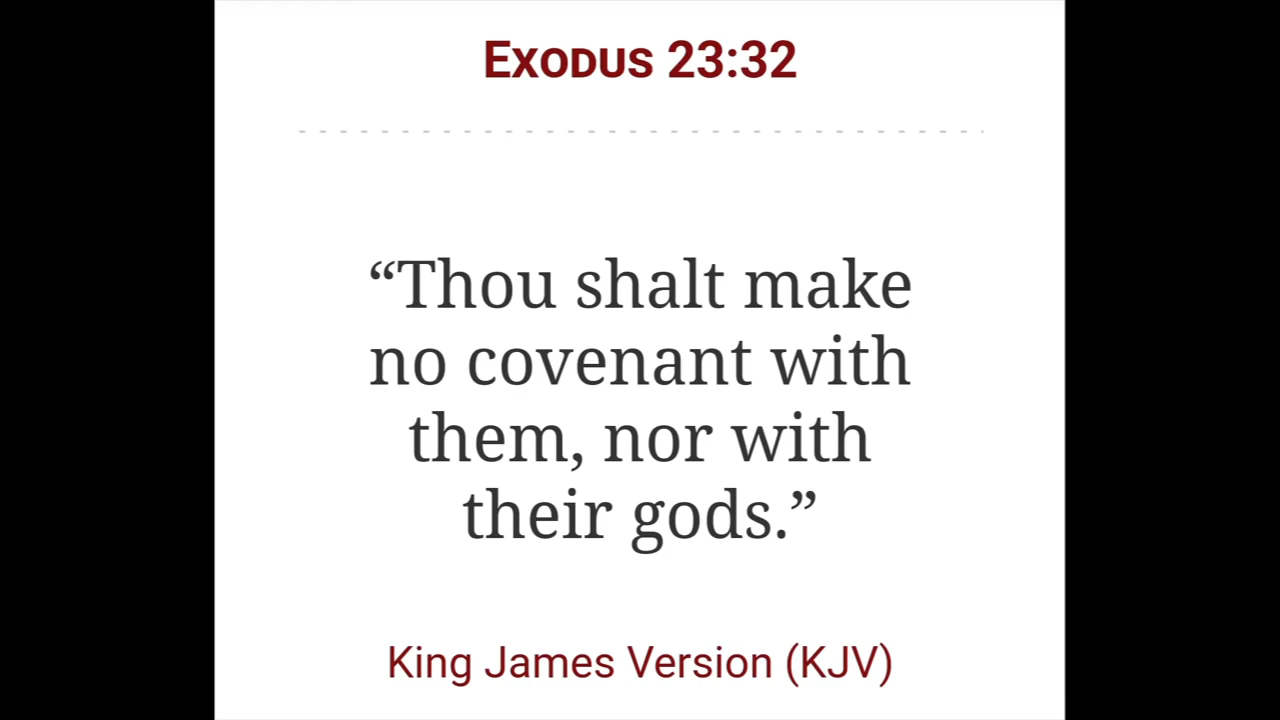 Exodus 23:32
“Thou shalt make
no covenant with
them, nor with
their gods.”
King James Version (KJV)